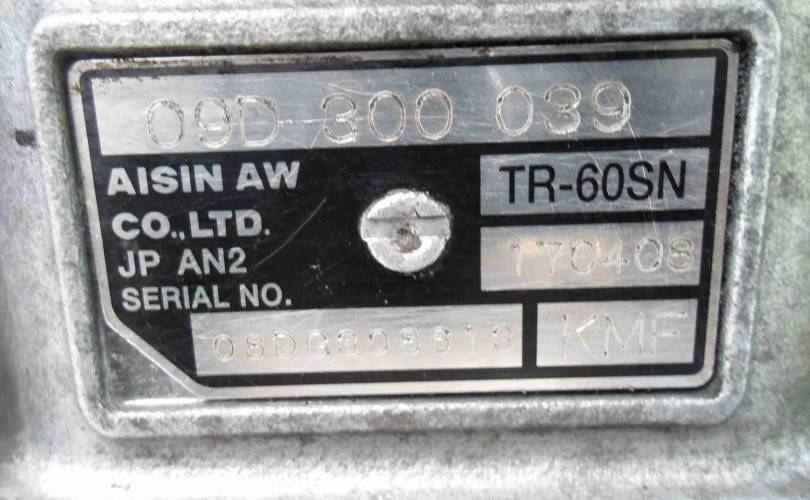 09D 300 039
AISIN AW
CO.,LTD.
JP AN2
SERIAL NO.
TR-60SN
170408
KMF